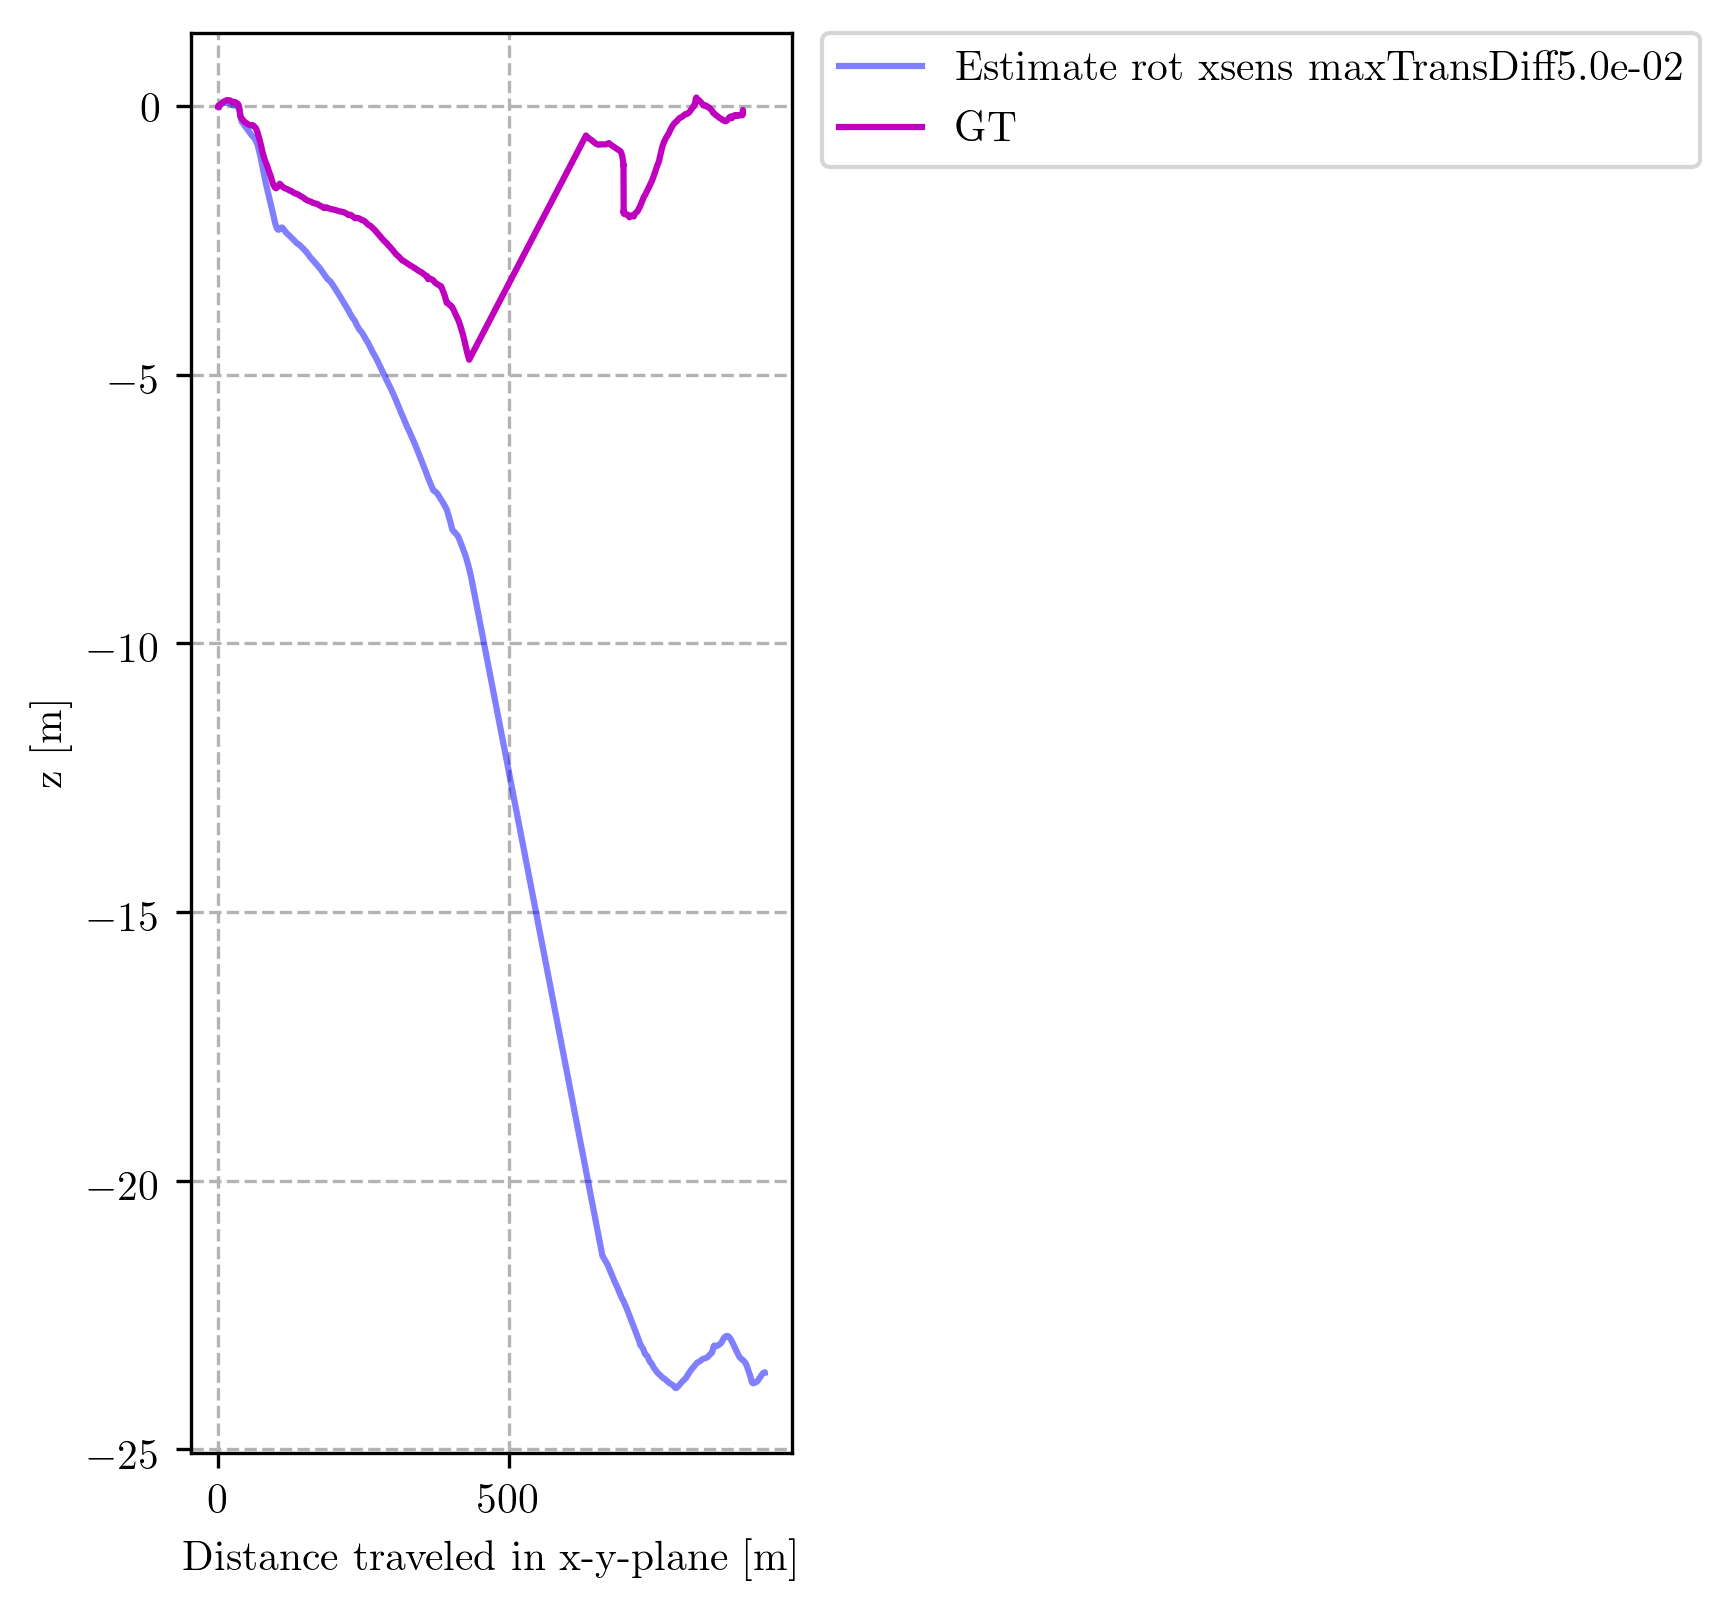 Estimate rot xsens maxTransDiff5.0e-02
GT
0
−5
−10
−15
−20
−25
z [m]
0 500
Distance traveled in x-y-plane [m]